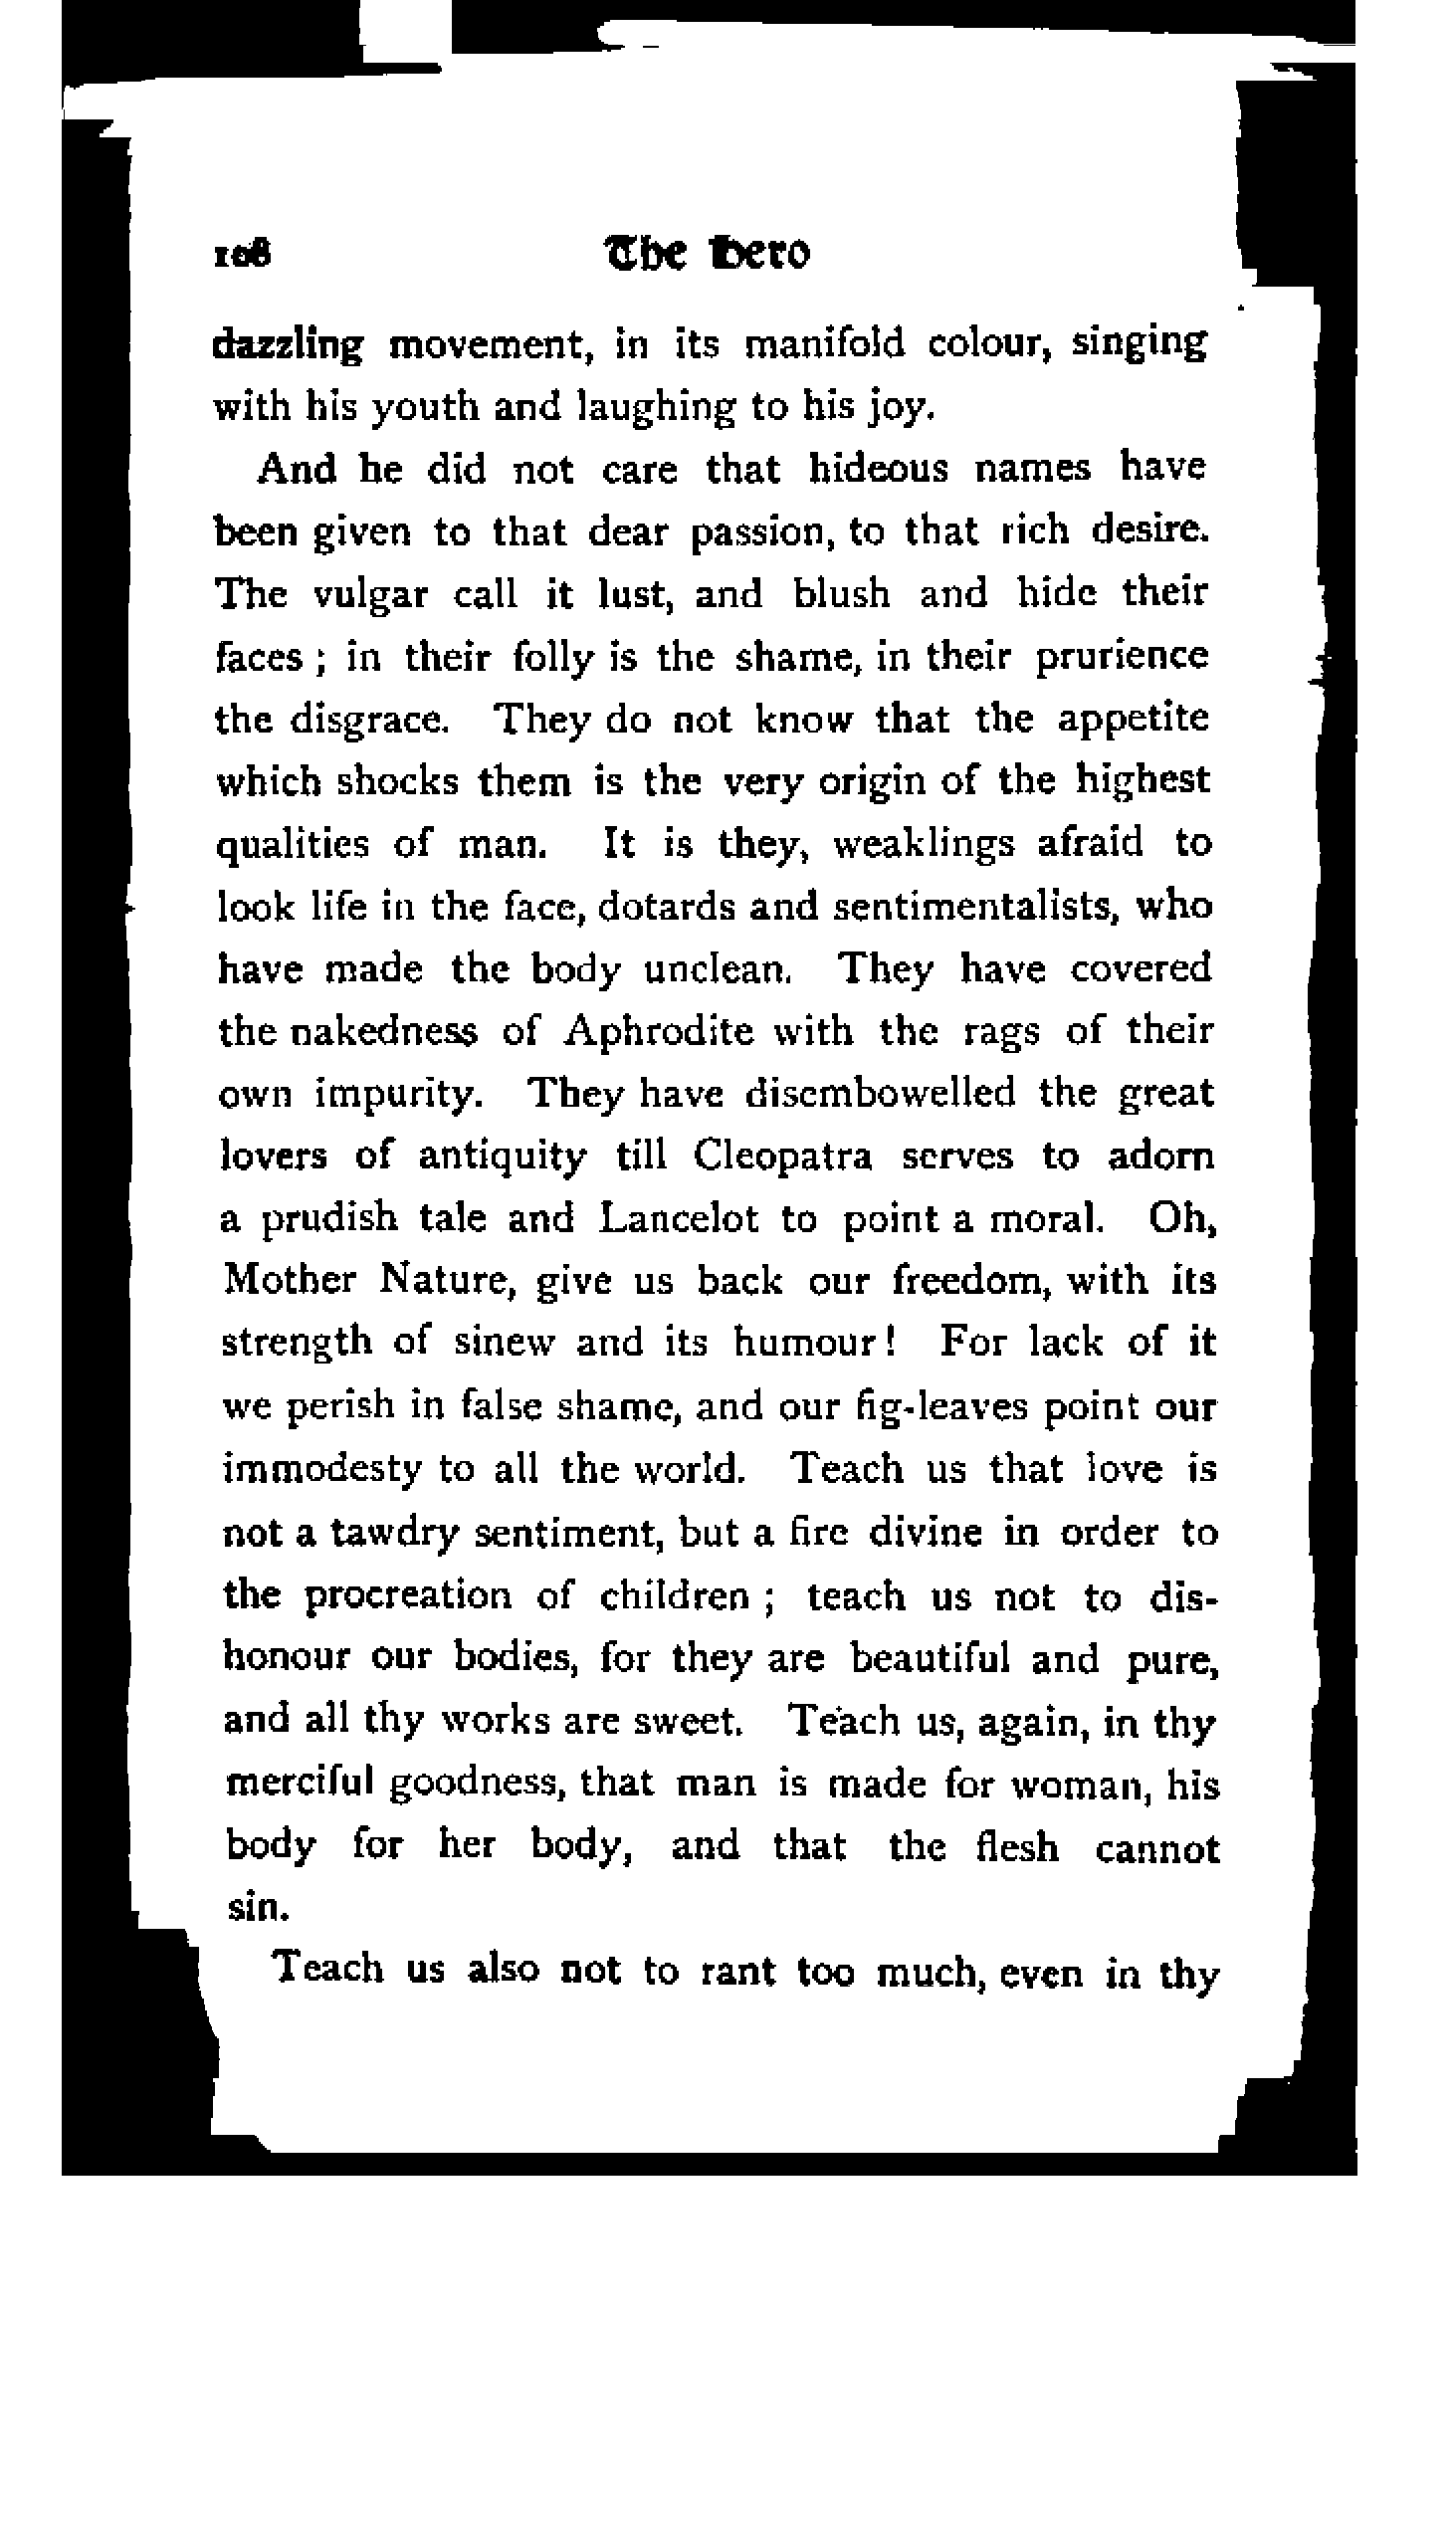 108 The Hero
dazzling movement, in its manifold colour, singing
with his youth and laughing to his joy.
And he did not care that hideous names have
been given to that dear passion, to that rich desire.
The vulgar call it lust, and blush and hide their
faces ; in their folly is the shame, in their prurience
the disgrace. They do not know that the appetite
which shocks them is the very origin of the highest
qualities of man. It is they, weaklings afraid to
look life in the face, dotards and sentimentalists, who
have made the body unclean. They have covered
the nakedness of Aphrodite with the rags of their
own impurity. They have disembowelled the great
lovers of antiquity till Cleopatra serves to adorn
a prudish tale and Lancelot to point a moral. Oh,
Mother Nature, give us back our freedom, with its
strength of sinew and its humour! For lack of it
we perish in false shame, and our fig-leaves point our
immodesty to all the world. Teach us that love is
not a tawdry sentiment, but a fire divine in order to
the procreation of children ; teach us not to dis-
honour our bodies, for they are beautiful and pure,
and all thy works are sweet. Teach us, again, in thy
merciful goodness, that man is made for woman, his
body for her body, and that the flesh cannot
sin.
Teach us also not to rant too much, even in thy